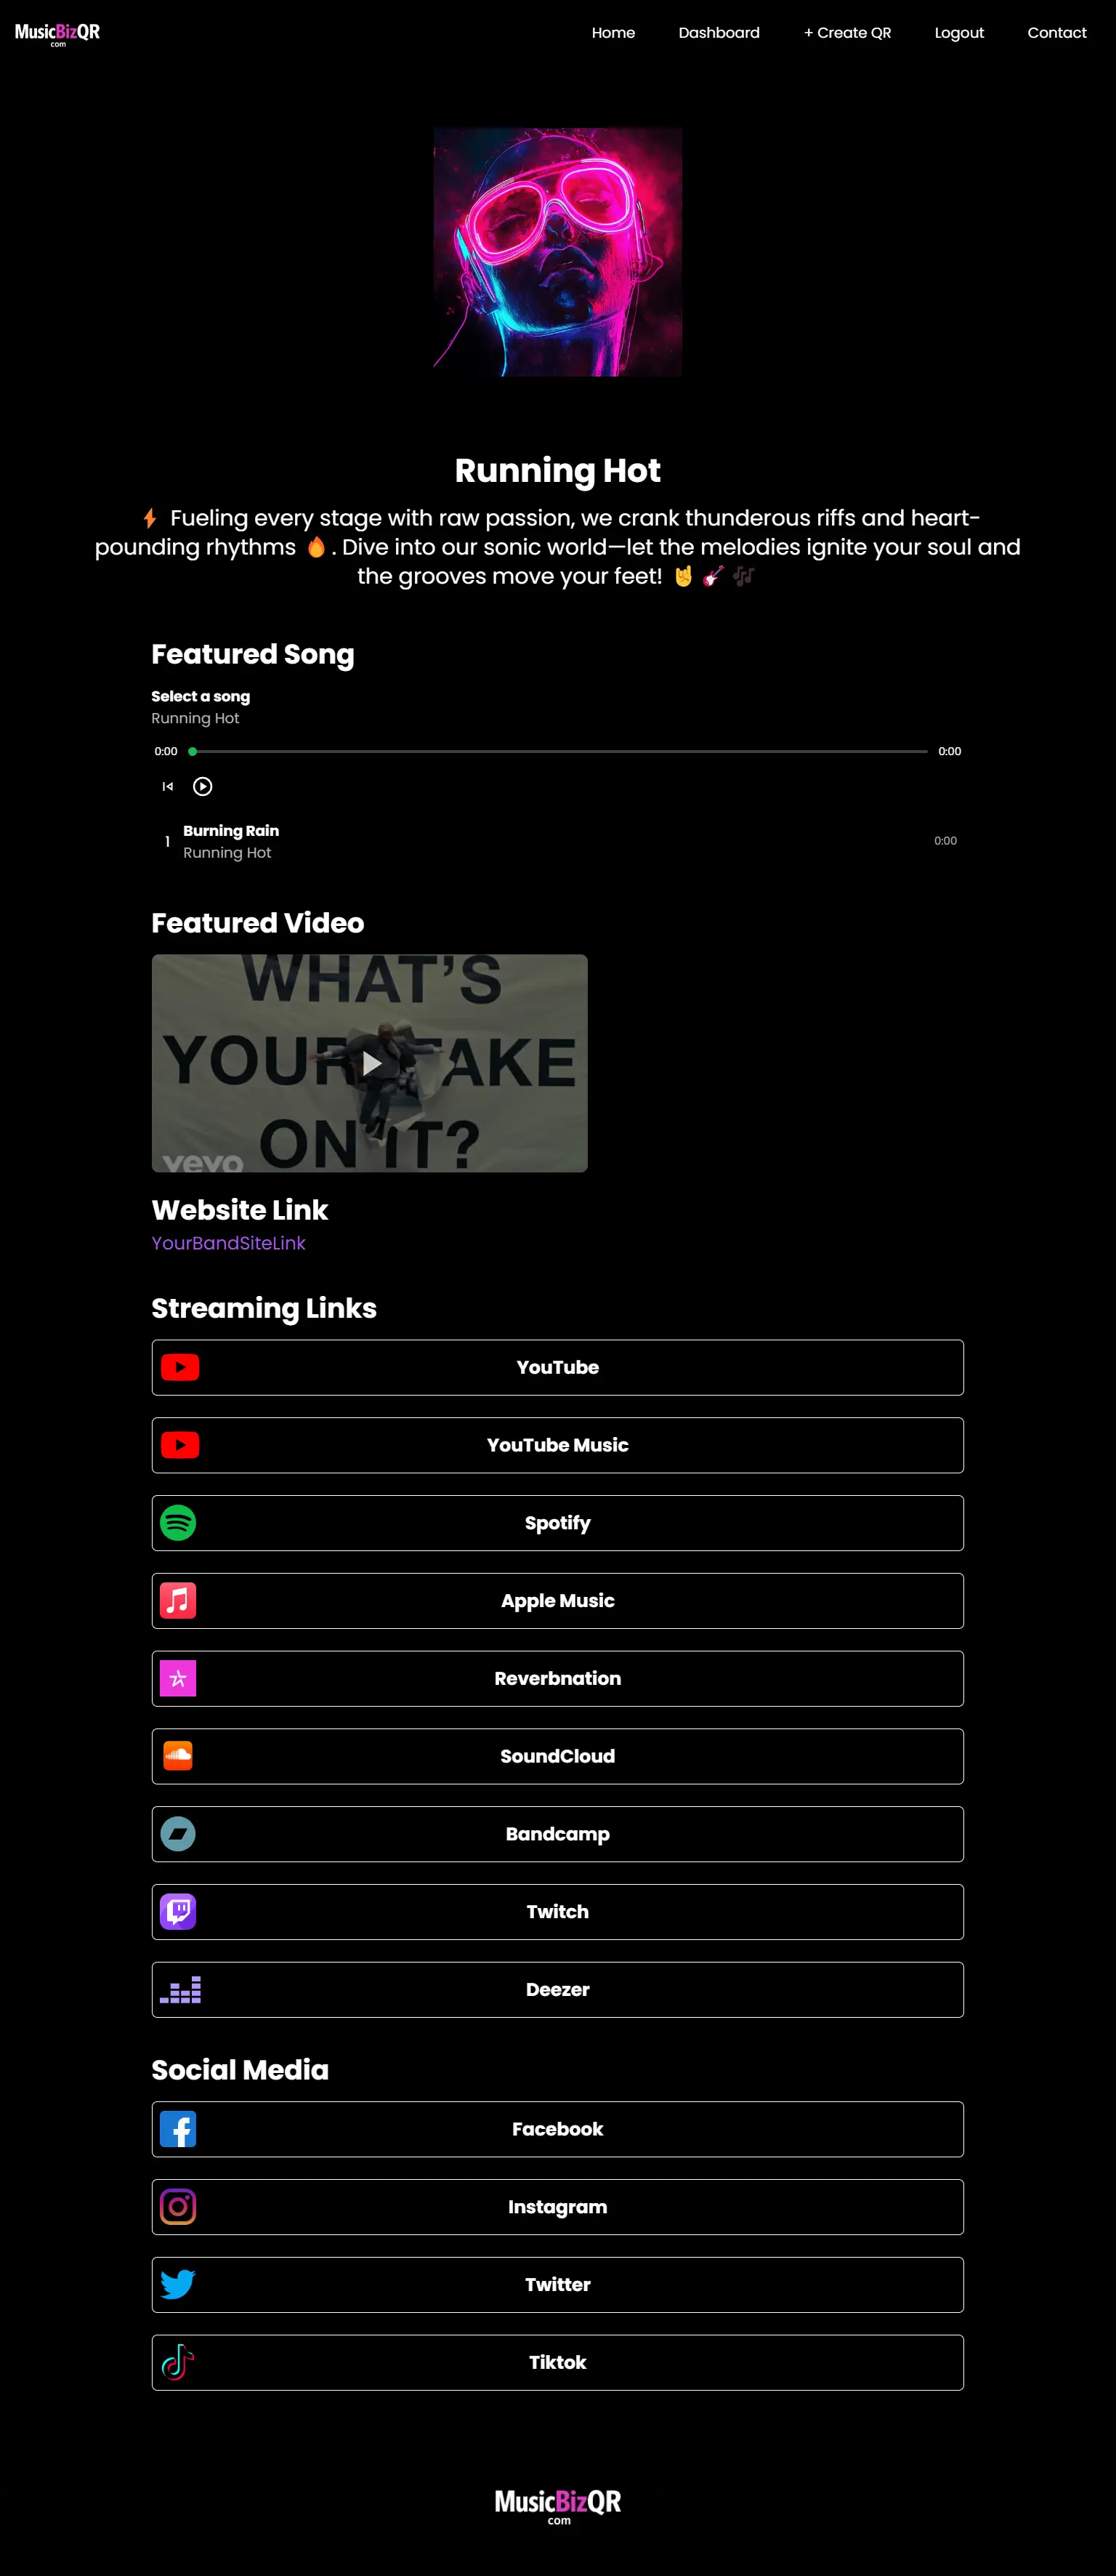 MusicBizQR
com
Home
Dashboard
+ Create QR
Logout
Contact
Running Hot
⚡ Fueling every stage with raw passion, we crank thunderous riffs and heart-
pounding rhythms 🔥. Dive into our sonic world—let the melodies ignite your soul and
the grooves move your feet! 🤘🎸🎶
Featured Song
Select a song
Running Hot
0:00
0:00
1
Burning Rain
Running Hot
0:00
Featured Video
WHAT'S
YOUR TAKE
ON IT?
vevo
Website Link
YourBandSiteLink
Streaming Links
YouTube
YouTube Music
Spotify
Apple Music
Reverbnation
SoundCloud
Bandcamp
Twitch
Deezer
Social Media
Facebook
Instagram
Twitter
Tiktok
MusicBizQR
com